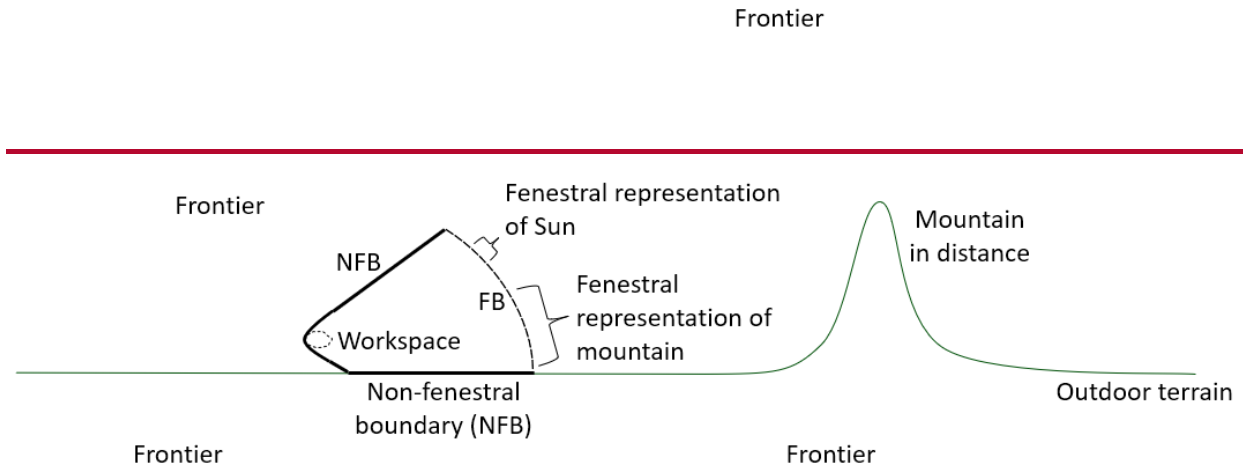 Frontier
Frontier
Fenestral representation
of Sun
Mountain
in distance
NFB
FB
Fenestral
representation of
mountain
Workspace
Non-fenestral
boundary (NFB)
Outdoor terrain
Frontier
Frontier